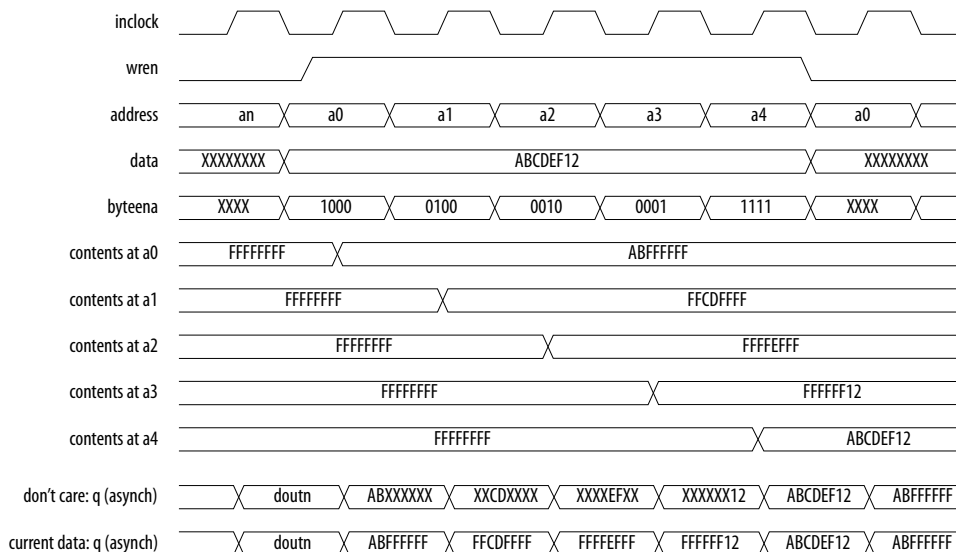 inclock
wren
address an a0 a1 a2 a3 a4 a0
data XXXXXXXX ABCDEF12 XXXXXXXX
byteena XXXX 1000 0100 0010 0001 1111 XXXX
contents at a0 FFFFFFFF ABFFFFFF
contents at a1 FFFFFFFF FFCDFFFF
contents at a2 FFFFFFFF FFFFEFFF
contents at a3 FFFFFFFF FFFFFF12
contents at a4 FFFFFFFF ABCDEF12
don't care: q (asynch) doutn ABXXXXXX XXCDXXXX XXXXEFXX XXXXXX12 ABCDEF12 ABFFFFFF
current data: q (asynch) doutn ABFFFFFF FFCDFFFF FFFFEFFF FFFFFF12 ABCDEF12 ABFFFFFF